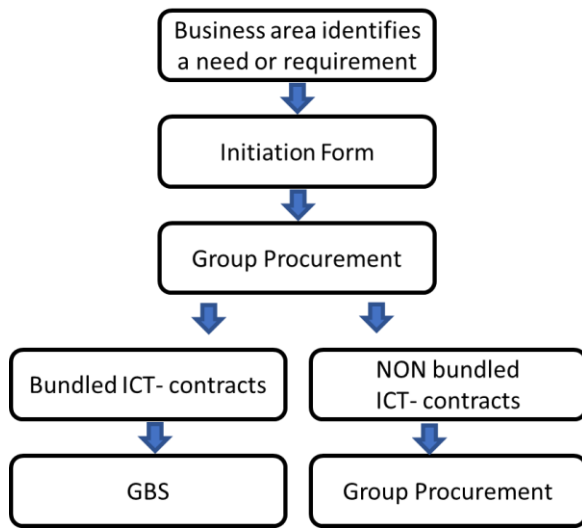 Business area identifies
a need or requirement
Initiation Form
Group Procurement
Bundled ICT- contracts
NON bundled
ICT- contracts
GBS
Group Procurement